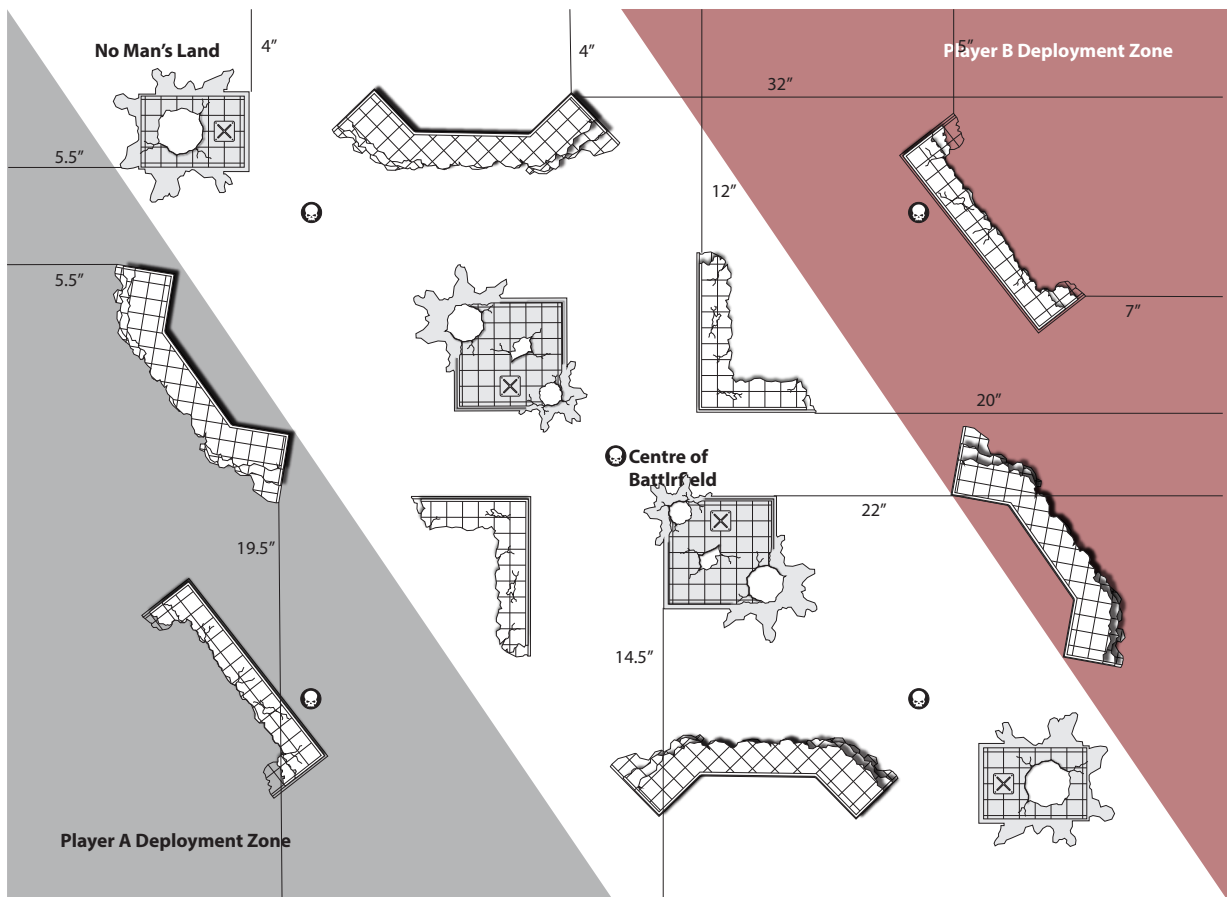 4”
4”
No Man’s Land
5”
Player B Deployment Zone
32”
5.5”
12”
5.5”
7”
20”
Centre of
Battlrfield
22”
19.5”
14.5”
Player A Deployment Zone